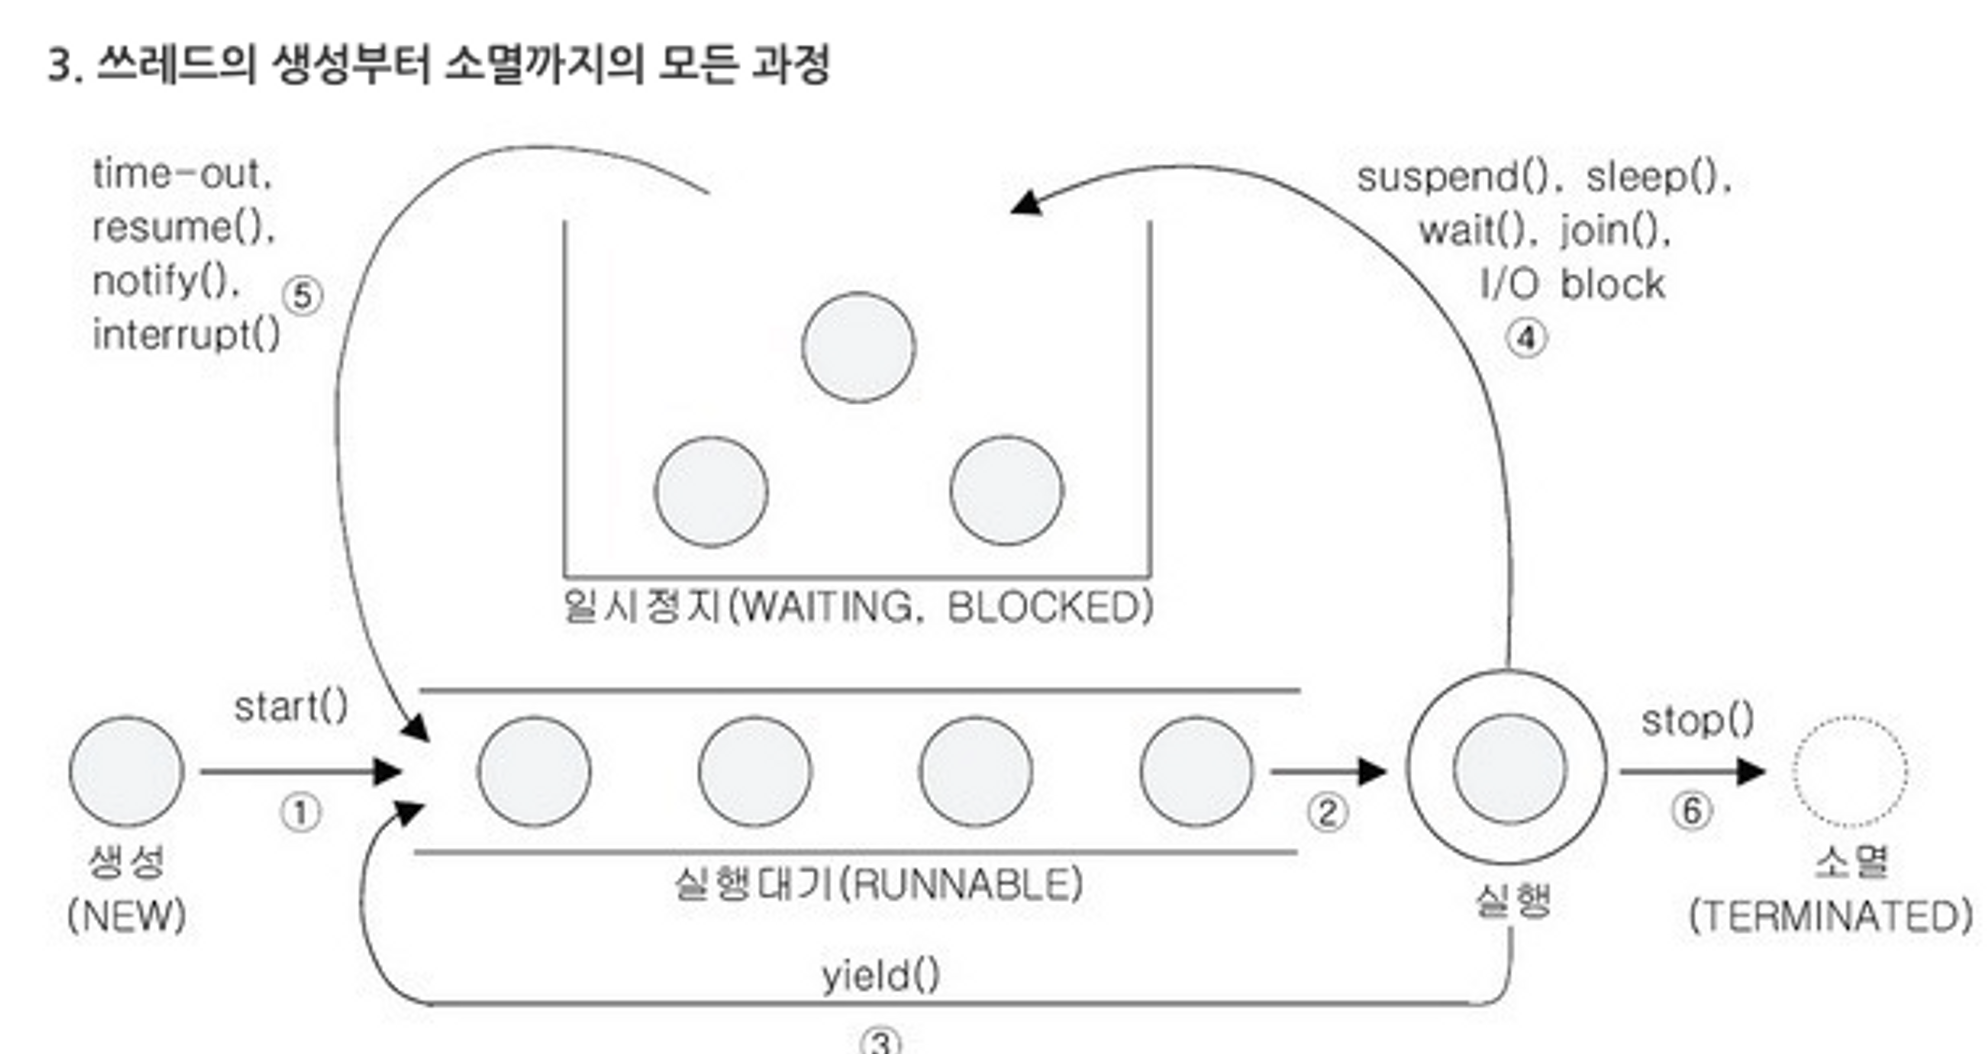 3. 쓰레드의 생성부터 소멸까지의 모든 과정
time-out,
resume(),
notify(),
interrupt()
⑤
suspend(), sleep(),
wait(), join(),
I/O block
④
일시정지(WAITING, BLOCKED)
start()
①
생성
(NEW)
실행대기(RUNNABLE)
②
실행
stop()
⑥
소멸
(TERMINATED)
yield()
③